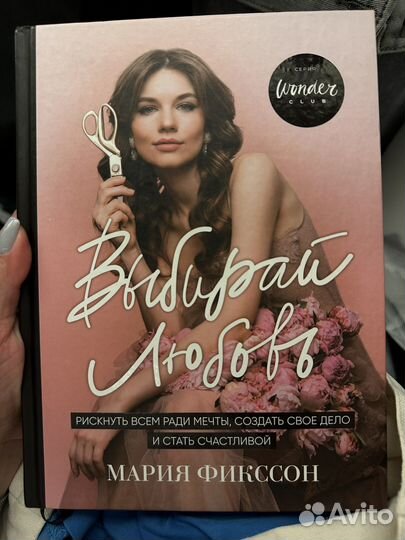 СЕРИЯ
Wonder
CLUB
Выбирай
Любовь
РИСКНУТЬ ВСЕМ РАДИ МЕЧТЫ, СОЗДАТЬ СВОЕ ДЕЛО
И СТАТЬ СЧАСТЛИВОЙ
МАРИЯ ФИКССОН
Avito